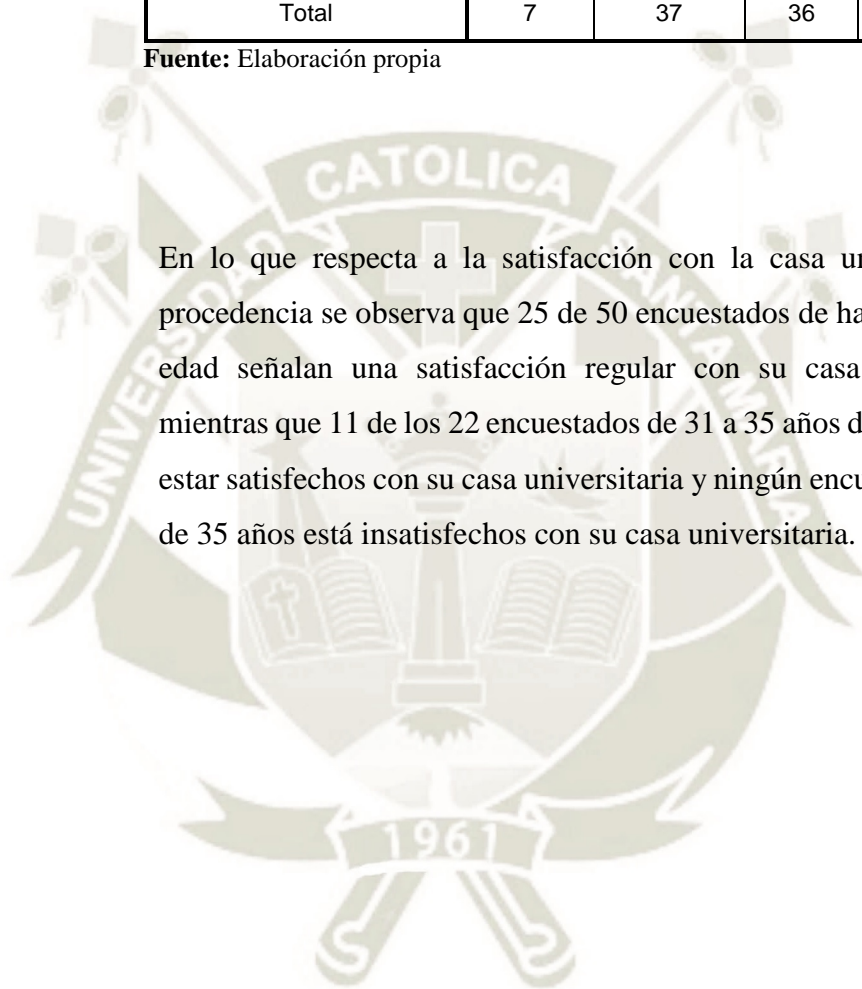 Total 7 37 36
Fuente: Elaboración propia
CATOLICA
UNIVERSIDAD
SANTA MARIA
En lo que respecta a la satisfacción con la casa
procedencia se observa que 25 de 50 encuestados de
edad señalan una satisfacción regular con su casa
mientras que 11 de los 22 encuestados de 31 a 35 años
estar satisfechos con su casa universitaria y ningún
de 35 años está insatisfechos con su casa universitaria.
1961